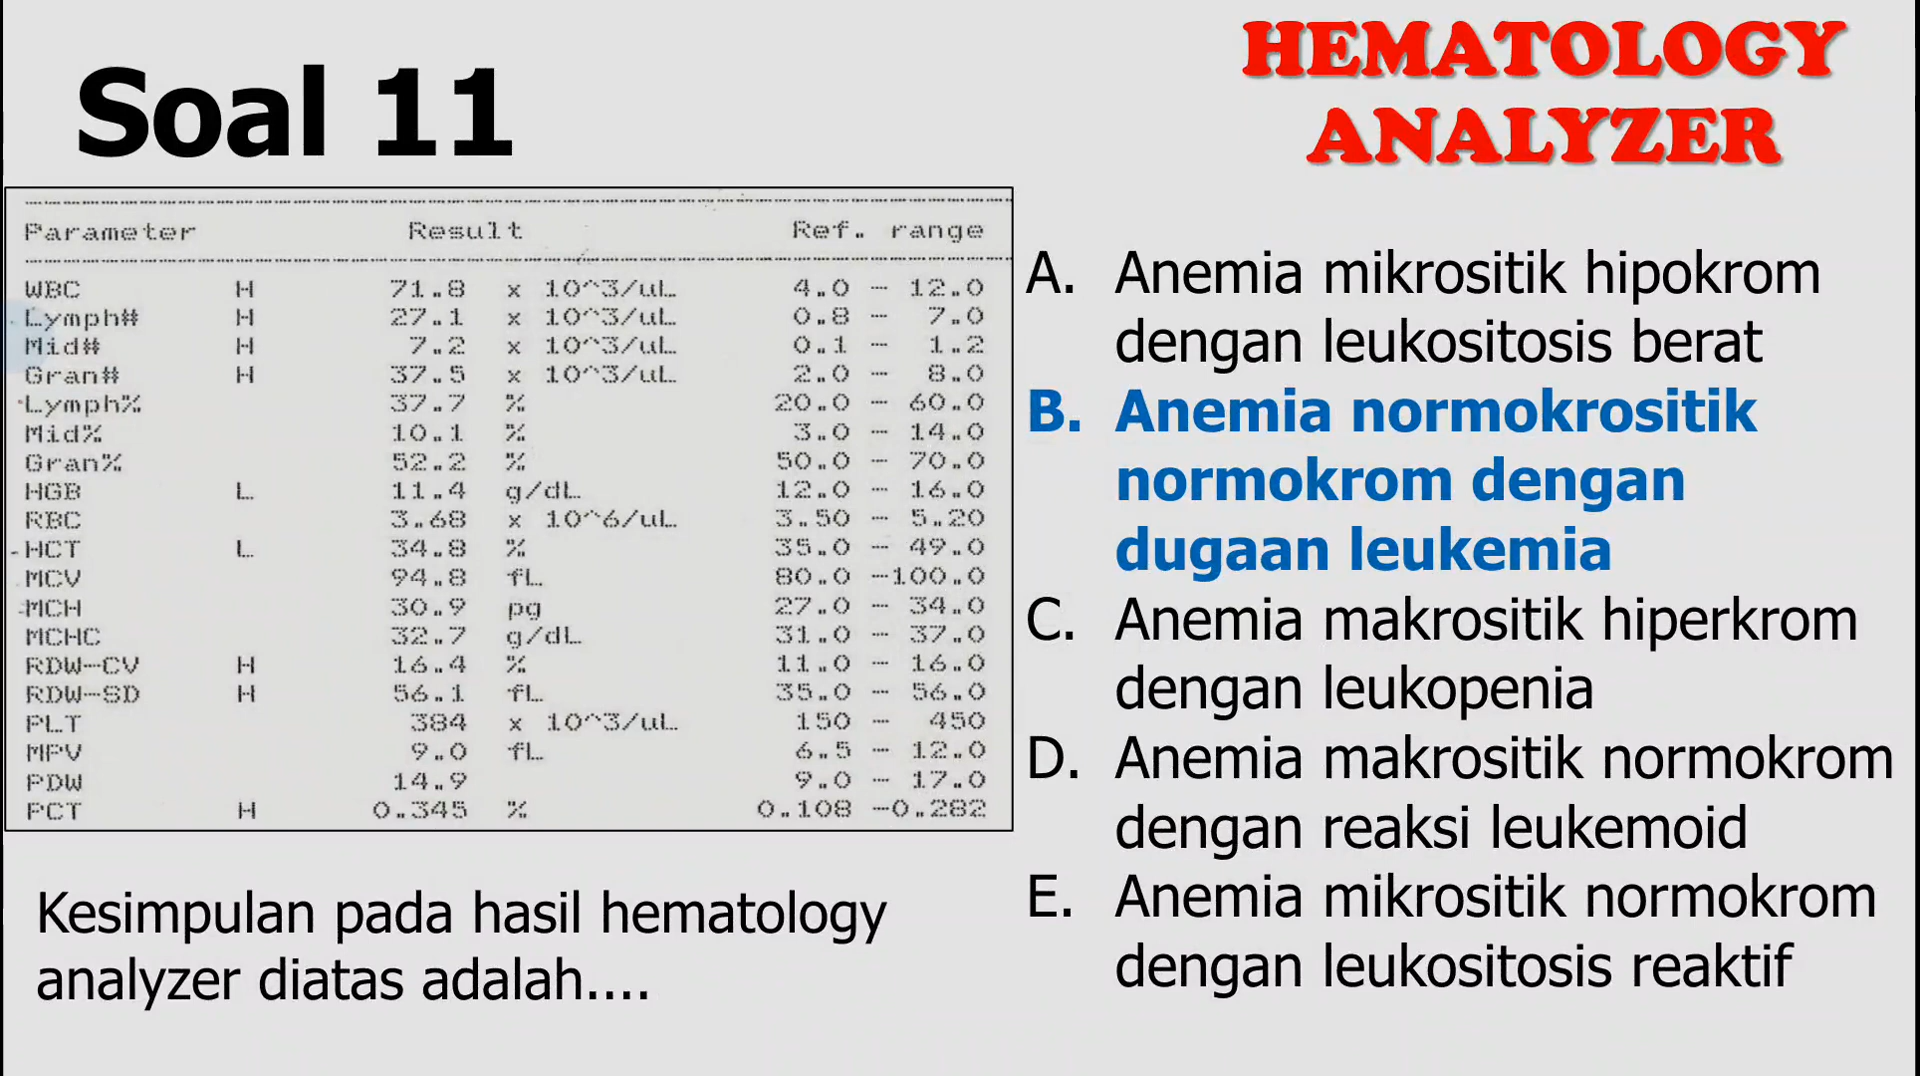 Soal 11
HEMATOLOGY
ANALYZER
Parameter Result Ref. range
WBC H 71.8 x 10^3/uL 4.0 - 12.0
Lymph# H 27.1 x 10^3/uL 0.8 - 7.0
Mid# H 7.2 x 10^3/uL 0.1 - 1.2
Gran# H 37.5 x 10^3/uL 2.0 - 8.0
Lymph% 37.7 % 20.0 - 60.0
Mid% 10.1 % 3.0 - 14.0
Gran% 52.2 % 50.0 - 70.0
HGB L 11.4 g/dL 12.0 - 16.0
RBC 3.68 x 10^6/uL 3.50 - 5.20
HCT L 34.8 % 35.0 - 49.0
MCV 94.8 fL 80.0 -100.0
MCH 30.9 pg 27.0 - 34.0
MCHC 32.7 g/dL 31.0 - 37.0
RDW-CV H 16.4 % 11.0 - 16.0
RDW-SD H 56.1 fL 35.0 - 56.0
PLT 384 x 10^3/uL 150 - 450
MPV 9.0 fL 6.5 - 12.0
PDW 14.9 9.0 - 17.0
PCT H 0.345 % 0.108 -0.282
Kesimpulan pada hasil hematology
analyzer diatas adalah....
A. Anemia mikrositik hipokrom
dengan leukositosis berat
B. Anemia normokrositik
normokrom dengan
dugaan leukemia
C. Anemia makrositik hiperkrom
dengan leukopenia
D. Anemia makrositik normokrom
dengan reaksi leukemoid
E. Anemia mikrositik normokrom
dengan leukositosis reaktif